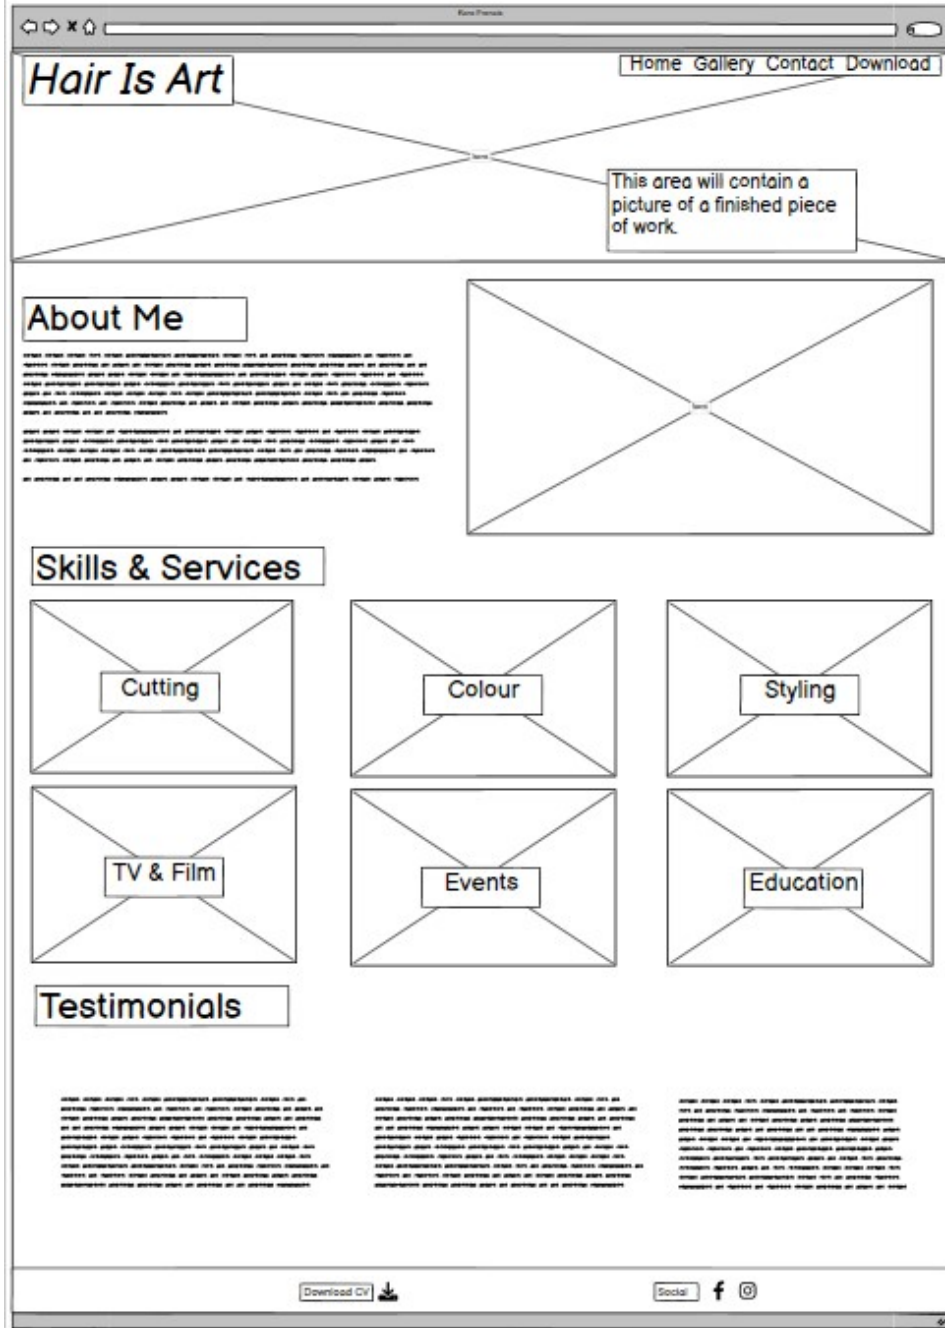 Hair Is Art
Home Gallery Contact Download
This area will contain a
picture of a finished piece
of work.
About Me
Skills & Services
Cutting
Colour
Styling
TV & Film
Events
Education
Testimonials
Download CV
Social